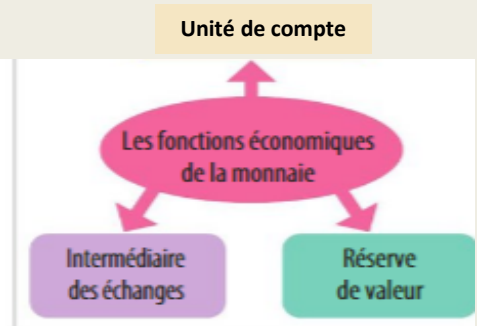 Unité de compte
Les fonctions économiques
de la monnaie
Intermédiaire
des échanges
Réserve
de valeur